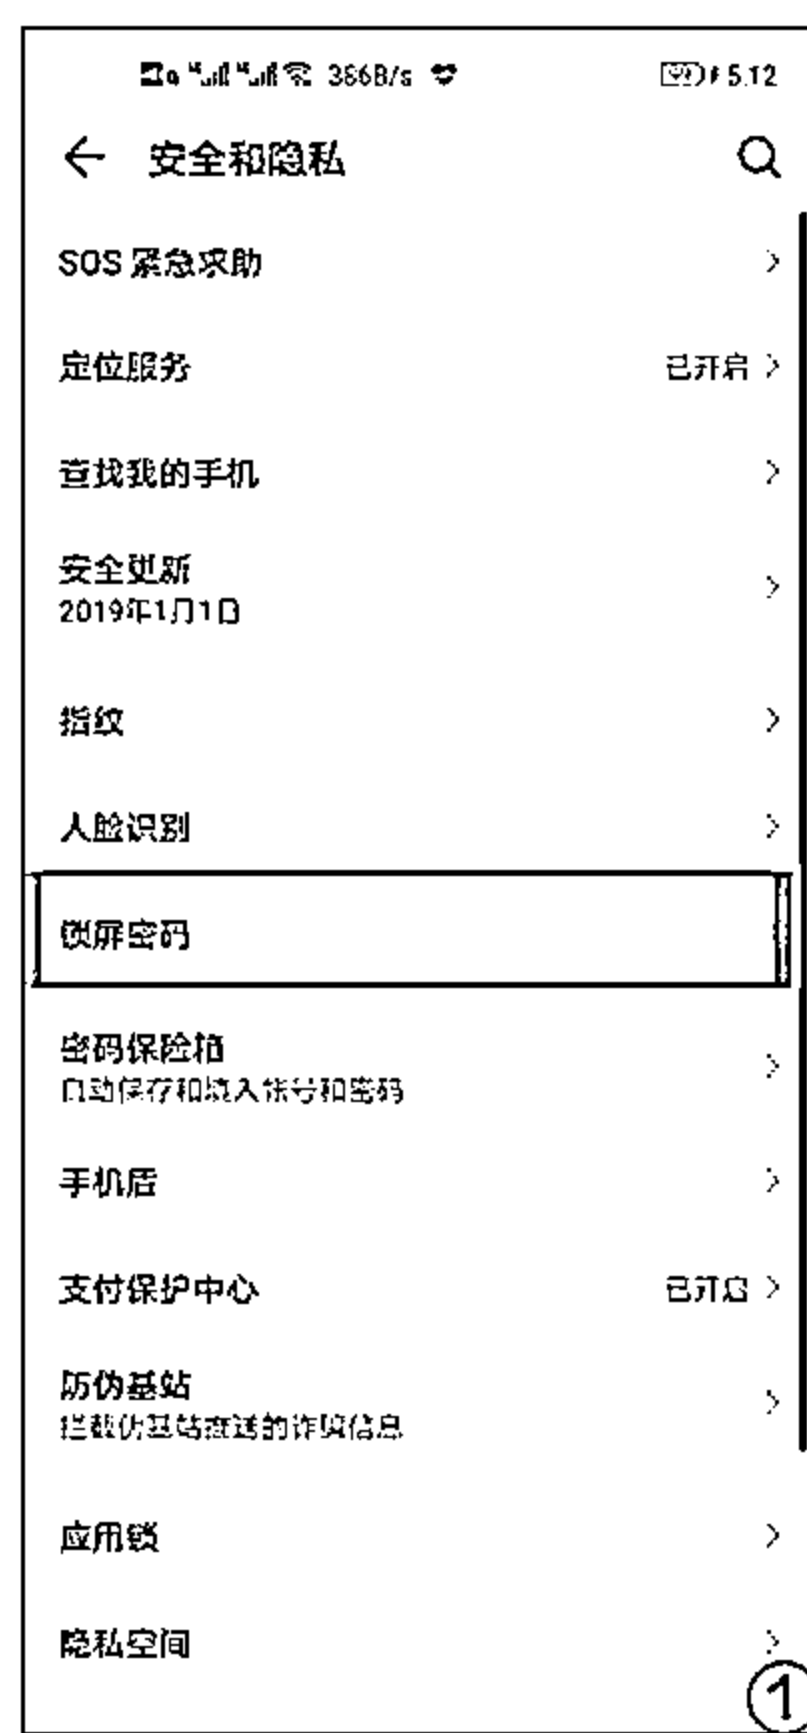 386B/s 5:12
安全和隐私
SOS 紧急求助
定位服务 已开启
查找我的手机
安全更新
2019年1月1日
指纹
人脸识别
锁屏密码
密码保险箱
自动保存和填入帐号和密码
手机盾
支付保护中心 已开启
防伪基站
拦截伪基站推送的诈骗信息
应用锁
隐私空间
①